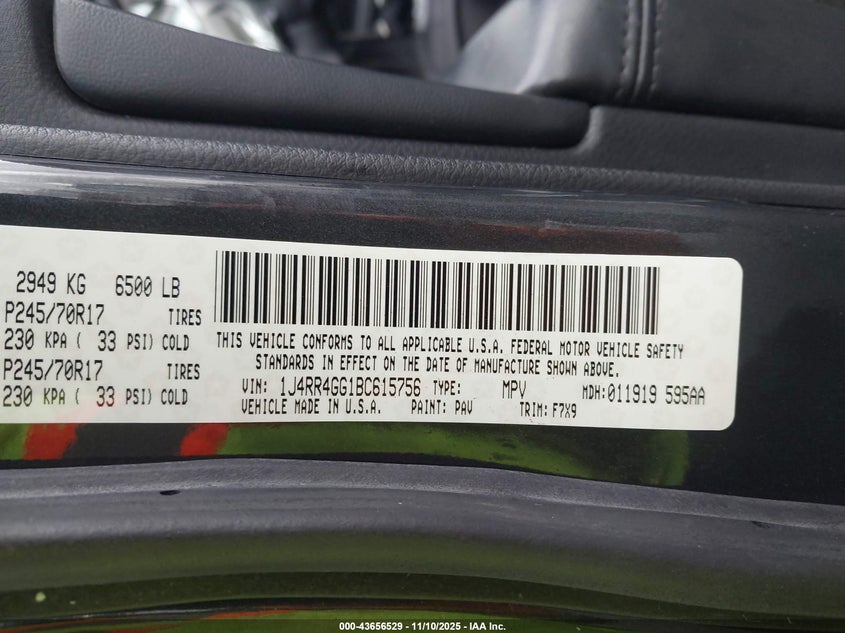 2949 KG 6500 LB
P245/70R17 TIRES
230 KPA ( 33 PSI) COLD
P245/70R17 TIRES
230 KPA ( 33 PSI) COLD
THIS VEHICLE CONFORMS TO ALL APPLICABLE U.S.A. FEDERAL MOTOR VEHICLE SAFETY
STANDARDS IN EFFECT ON THE DATE OF MANUFACTURE SHOWN ABOVE.
VIN: 1J4RR4GG1BC615756 TYPE: MPV MDH:011919 595AA
VEHICLE MADE IN U.S.A. PAINT: PAV TRIM: F7X9
000-43656529 — 11/10/2025 — IAA Inc.